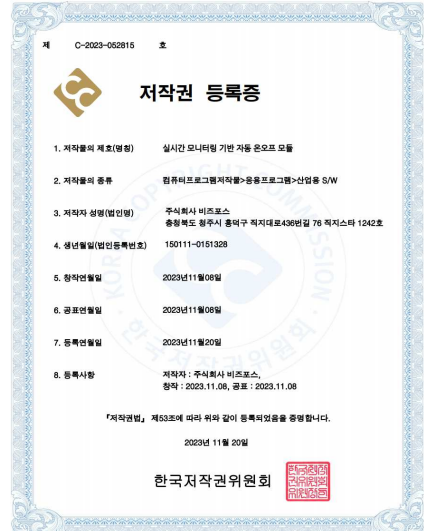 제 C-2023-052815 호
저작권 등록증
1. 저작물의 제호(명칭) 실시간 모니터링 기반 자동 온오프 모듈
2. 저작물의 종류 컴퓨터프로그램저작물>응용프로그램>산업용 S/W
3. 저작자 성명(법인명) 주식회사 비즈포스
충청북도 청주시 흥덕구 직지대로436번길 76 직지스타 1242호
4. 생년월일(법인등록번호) 150111-0151328
5. 창작연월일 2023년11월08일
6. 공표연월일 2023년11월08일
7. 등록연월일 2023년11월20일
8. 등록사항 저작자 : 주식회사 비즈포스,
창작 : 2023.11.08, 공표 : 2023.11.08
『저작권법』 제53조에 따라 위와 같이 등록되었음을 증명합니다.
2023년 11월 20일
한국저작권위원회
KOREA COPYRIGHT COMMISSION
한국저작권위원회